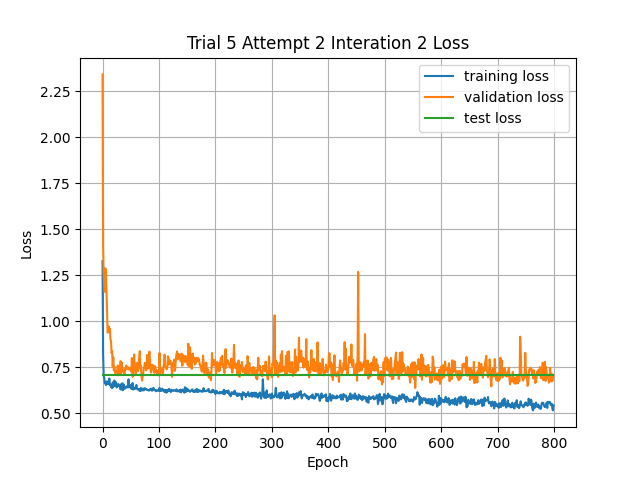 Trial 5 Attempt 2 Interation 2 Loss
training loss
validation loss
test loss
2.25
2.00
1.75
1.50
1.25
1.00
0.75
0.50
Loss
0 100 200 300 400 500 600 700 800
Epoch